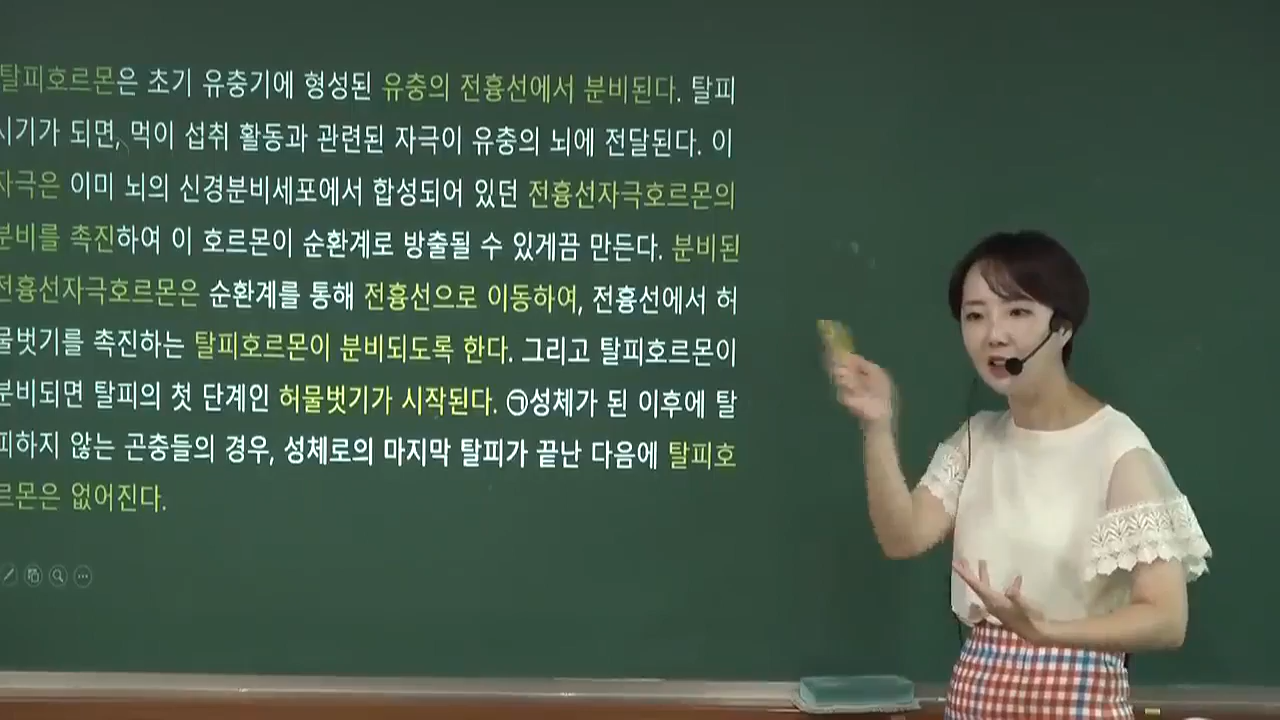 탈피호르몬은 초기 유충기에 형성된 유충의 전흉선에서 분비된다. 탈피
시기가 되면, 먹이 섭취 활동과 관련된 자극이 유충의 뇌에 전달된다. 이
자극은 이미 뇌의 신경분비세포에서 합성되어 있던 전흉선자극호르몬의
분비를 촉진하여 이 호르몬이 순환계로 방출될 수 있게끔 만든다. 분비된
전흉선자극호르몬은 순환계를 통해 전흉선으로 이동하여, 전흉선에서 허
물벗기를 촉진하는 탈피호르몬이 분비되도록 한다. 그리고 탈피호르몬이
분비되면 탈피의 첫 단계인 허물벗기가 시작된다. ㉠성체가 된 이후에 탈
피하지 않는 곤충들의 경우, 성체로의 마지막 탈피가 끝난 다음에 탈피호
르몬은 없어진다.